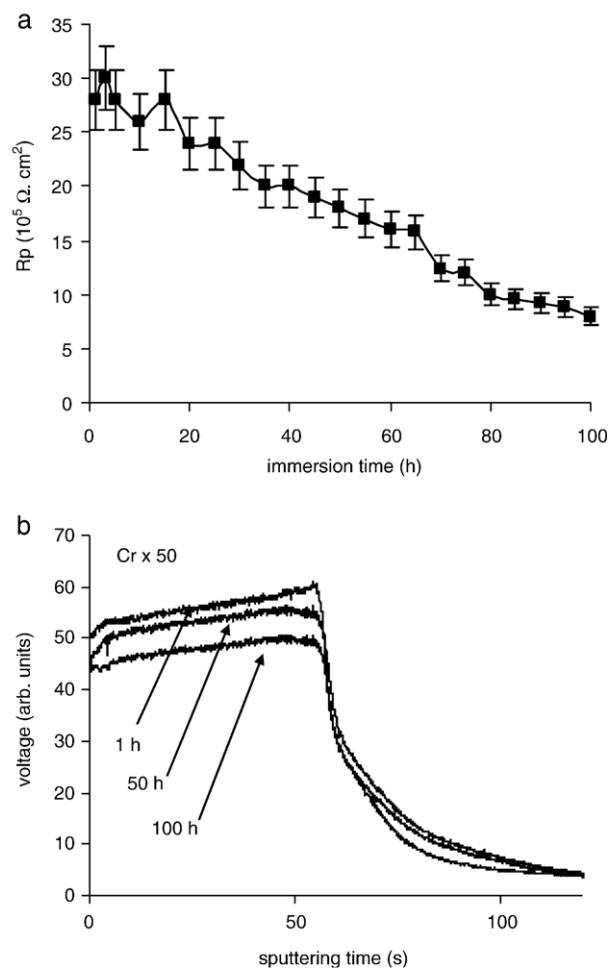 a
35
30
25
20
15
10
5
0
Rp (10⁵ Ω. cm²)
0 20 40 60 80 100
immersion time (h)
b
70
60
50
40
30
20
10
0
voltage (arb. units)
Cr x 50
1 h
50 h
100 h
0 50 100
sputtering time (s)